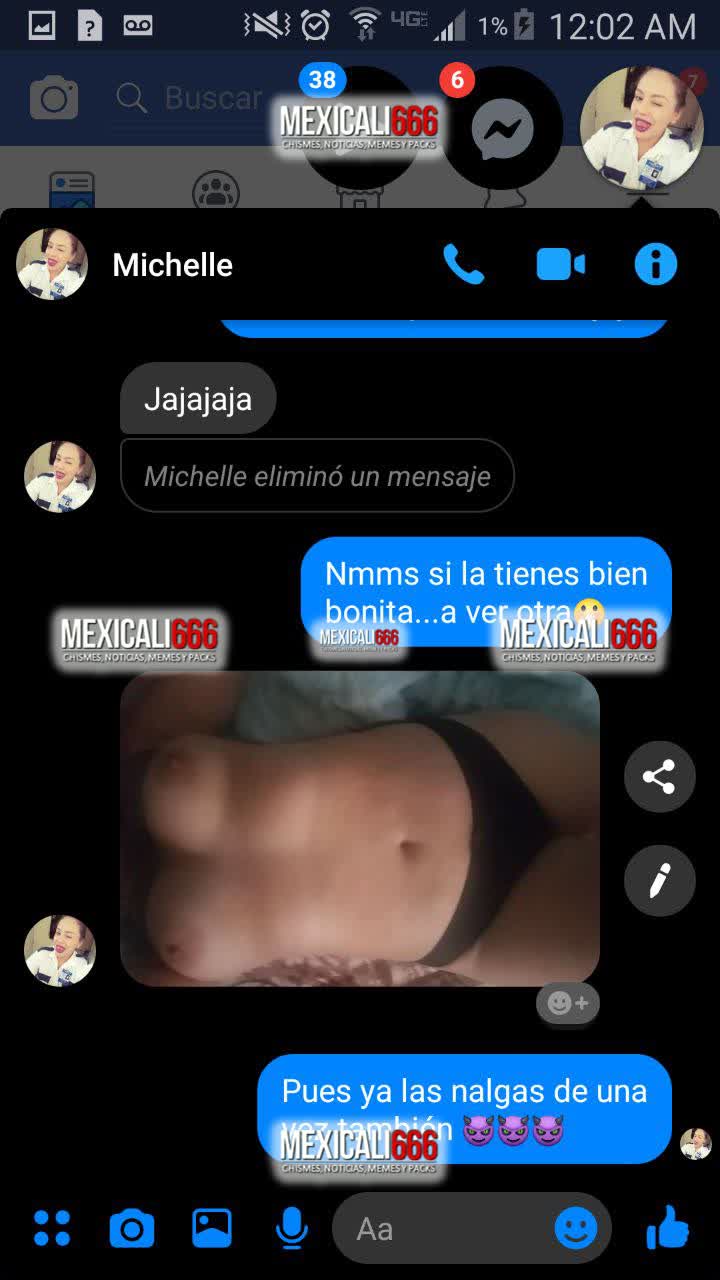 1% 12:02 AM
Buscar
38
6
7
MEXICALI666
CHISMES, NOTICIAS, MEMES Y PACKS
Michelle
Jajajaja
Michelle eliminó un mensaje
Nmms si la tienes bien
bonita...a ver otra
MEXICALI666
CHISMES, NOTICIAS, MEMES Y PACKS
MEXICALI666
MEXICALI666
CHISMES, NOTICIAS, MEMES Y PACKS
Pues ya las nalgas de una
vez también
MEXICALI666
CHISMES, NOTICIAS, MEMES Y PACKS
Aa